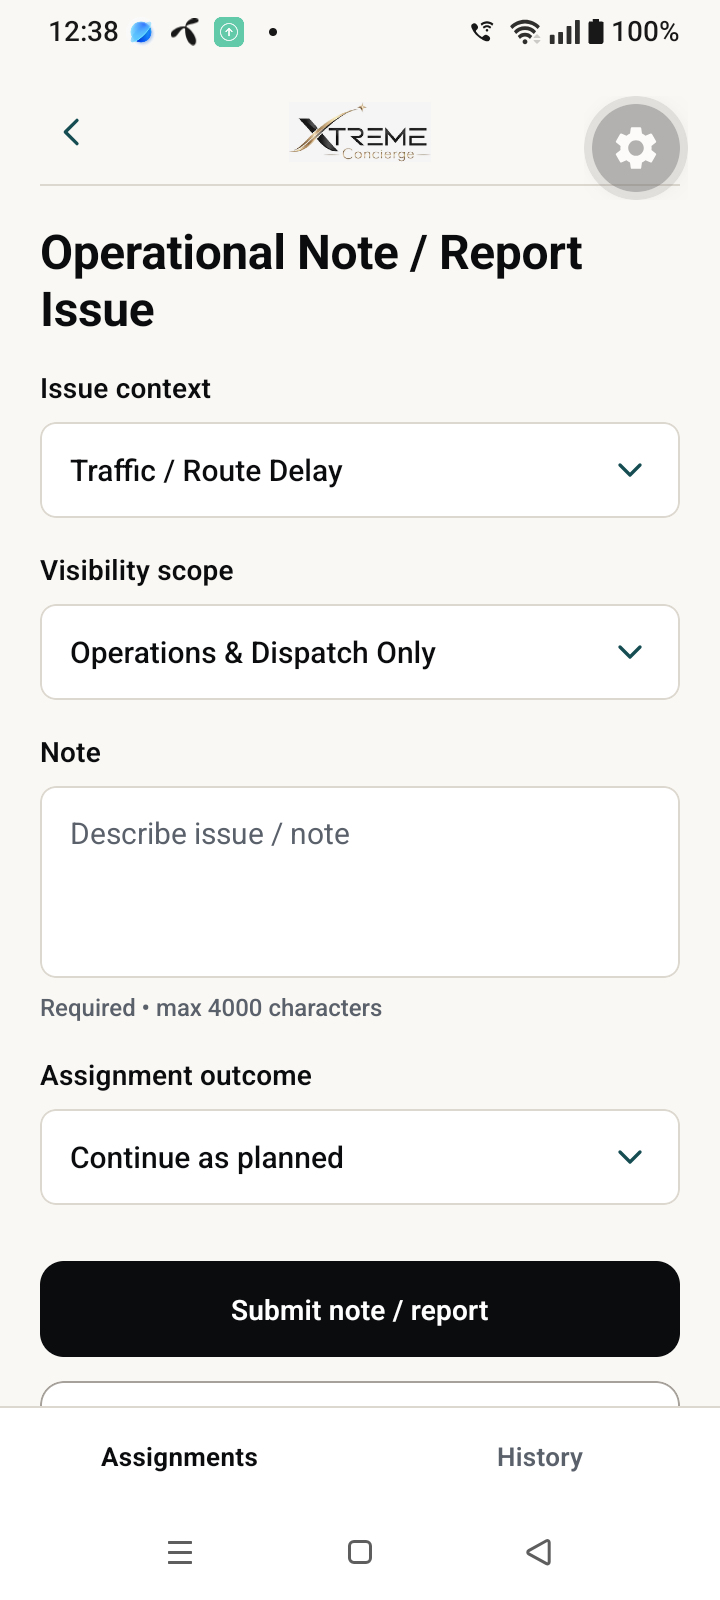 12:38
100%
XTREME
Concierge
Operational Note / Report
Issue
Issue context
Traffic / Route Delay
Visibility scope
Operations & Dispatch Only
Note
Describe issue / note
Required • max 4000 characters
Assignment outcome
Continue as planned
Submit note / report
Assignments
History